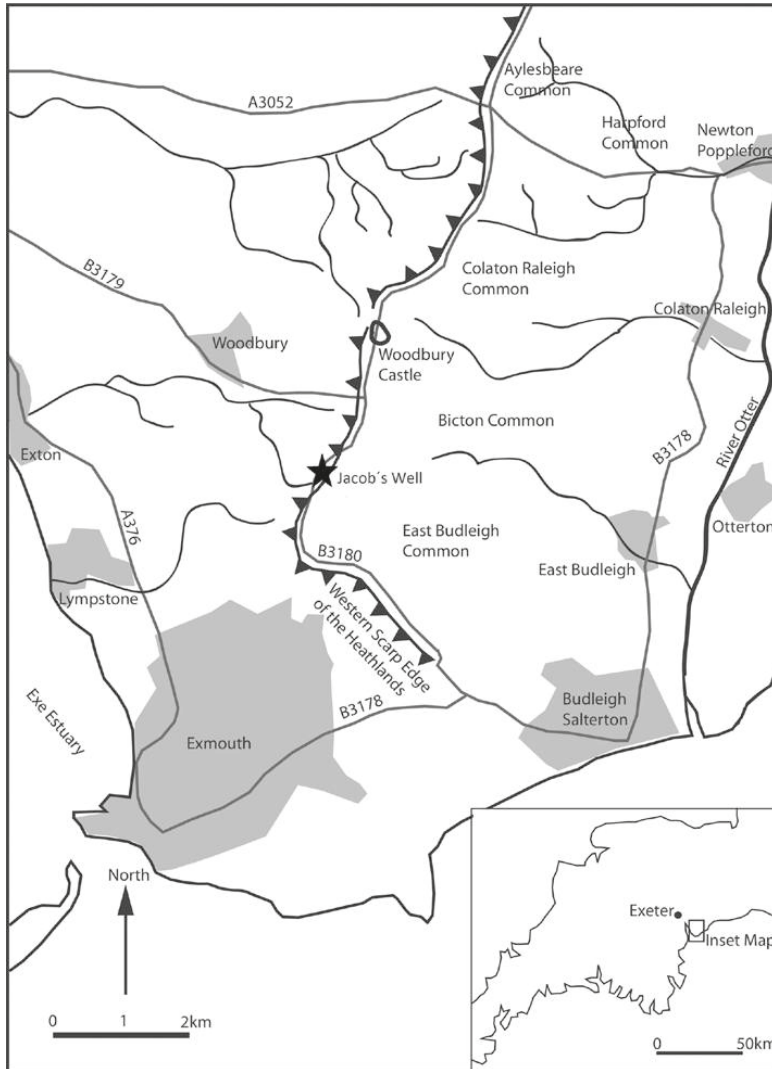 Aylesbeare
Common
A3052
Harpford
Common
Newton
Poppleford
B3179
Colaton Raleigh
Common
Colaton Raleigh
Woodbury
Woodbury
Castle
Bicton Common
B3178
River Otter
Exton
Jacob´s Well
A376
East Budleigh
Common
Otterton
B3180
East Budleigh
Lympstone
Western Scarp Edge
of the Heathlands
Exe Estuary
B3178
Budleigh
Salterton
Exmouth
North
Exeter
Inset Map
0 1 2km
0 50km